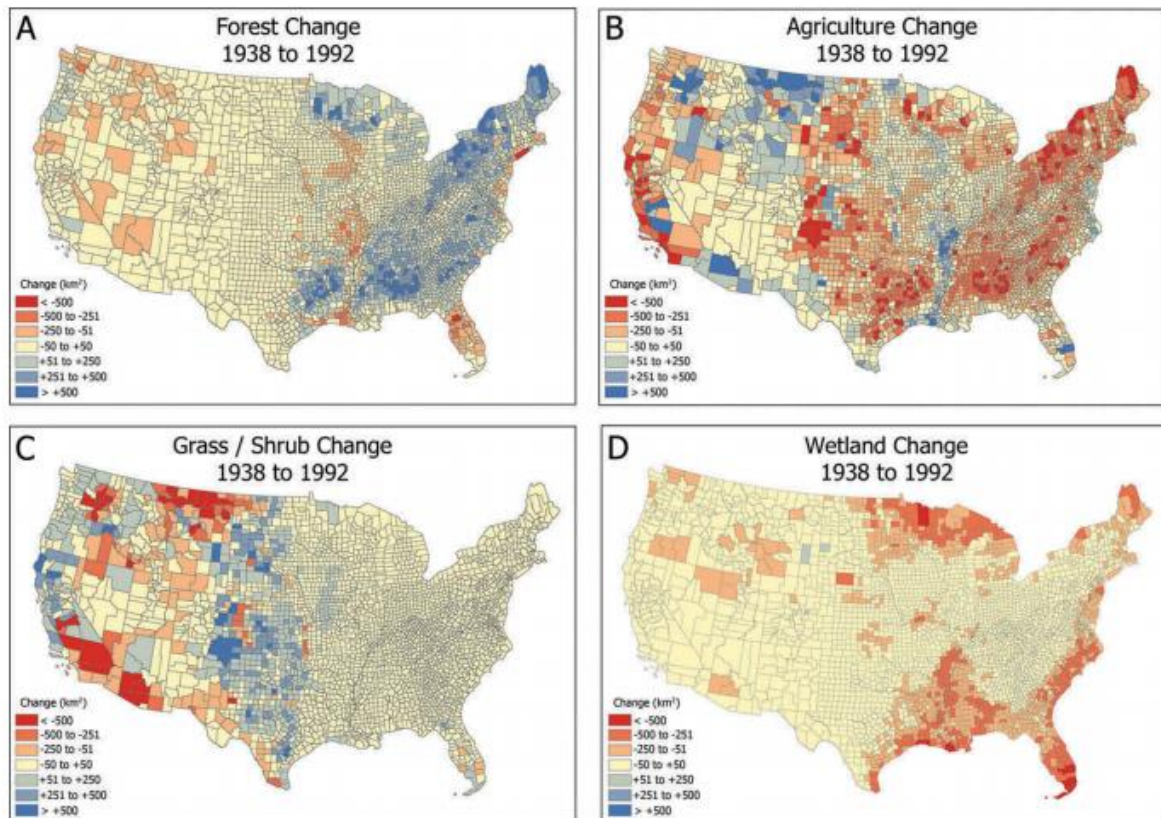 A
Forest Change
1938 to 1992
Change (km²)
< -500
-500 to -251
-250 to -51
-50 to +50
+51 to +250
+251 to +500
> +500
B
Agriculture Change
1938 to 1992
Change (km²)
< -500
-500 to -251
-250 to -51
-50 to +50
+51 to +250
+251 to +500
> +500
C
Grass / Shrub Change
1938 to 1992
Change (km²)
< -500
-500 to -251
-250 to -51
-50 to +50
+51 to +250
+251 to +500
> +500
D
Wetland Change
1938 to 1992
Change (km²)
< -500
-500 to -251
-250 to -51
-50 to +50
+51 to +250
+251 to +500
> +500